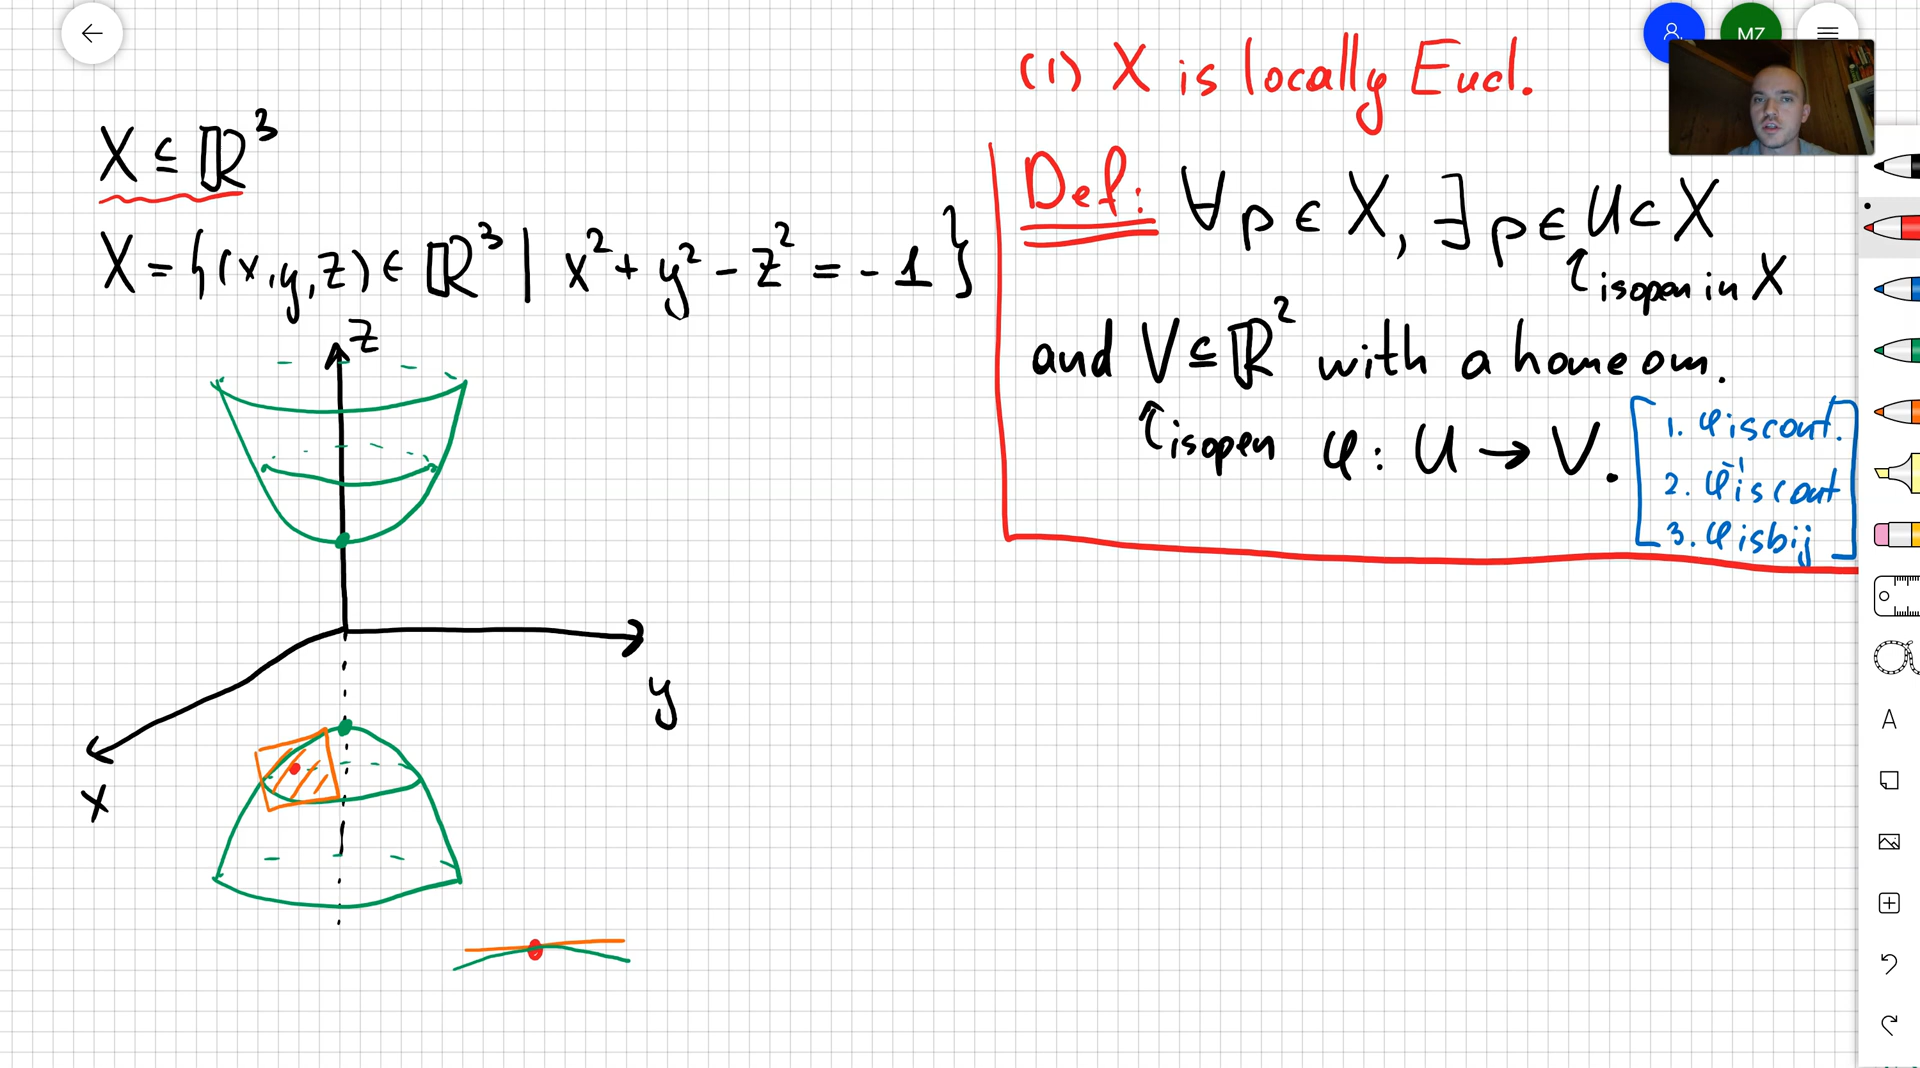 X ⊆ ℝ³
X = {(x,y,z) ∈ ℝ³ | x² + y² - z² = -1}
z
y
x
(1) X is locally Eucl.
Def: ∀ p ∈ X, ∃ p ∈ U ⊂ X
is open in X
and V ⊆ ℝ² with a homeom.
is open φ : U → V.
1. φ is cont.
2. φ⁻¹ is cont
3. φ is bij
MZ
A